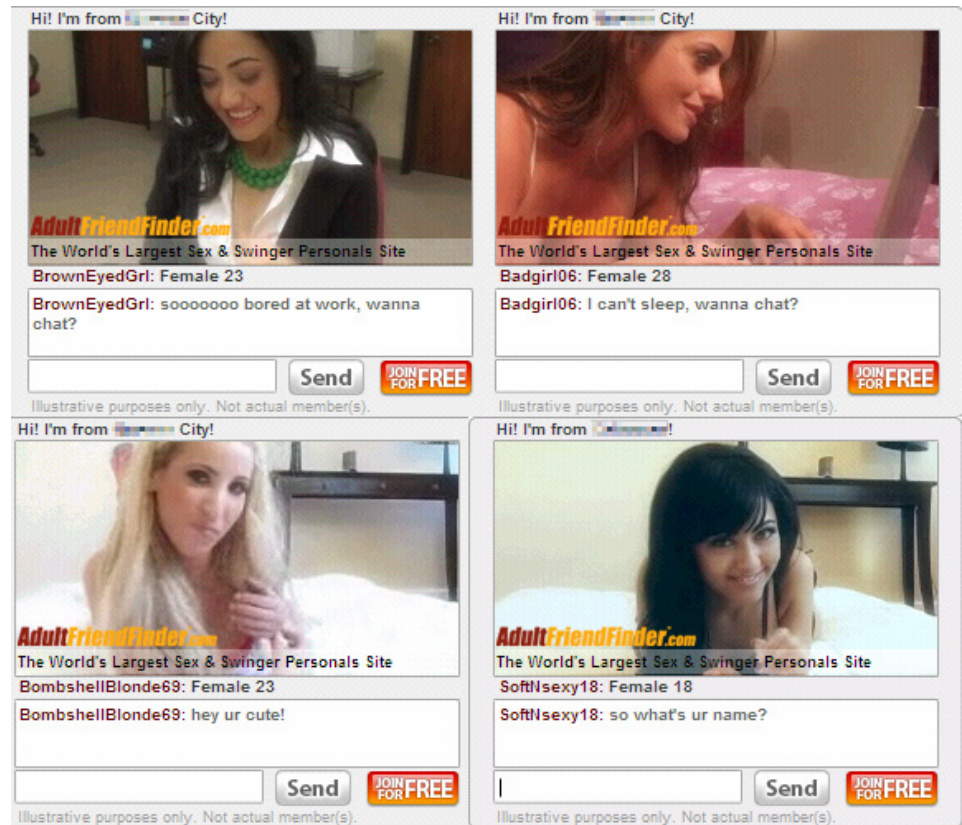 Hi! I'm from City!
AdultFriendFinder.com
The World's Largest Sex & Swinger Personals Site
BrownEyedGrl: Female 23
BrownEyedGrl: sooooooo bored at work, wanna
chat?
Send
JOIN FOR FREE
Illustrative purposes only. Not actual member(s).
Hi! I'm from City!
AdultFriendFinder.com
The World's Largest Sex & Swinger Personals Site
Badgirl06: Female 28
Badgirl06: I can't sleep, wanna chat?
Send
JOIN FOR FREE
Illustrative purposes only. Not actual member(s).
Hi! I'm from City!
AdultFriendFinder.com
The World's Largest Sex & Swinger Personals Site
BombshellBlonde69: Female 23
BombshellBlonde69: hey ur cute!
Send
JOIN FOR FREE
Illustrative purposes only. Not actual member(s).
Hi! I'm from !
AdultFriendFinder.com
The World's Largest Sex & Swinger Personals Site
SoftNsexy18: Female 18
SoftNsexy18: so what's ur name?
Send
JOIN FOR FREE
Illustrative purposes only. Not actual member(s).